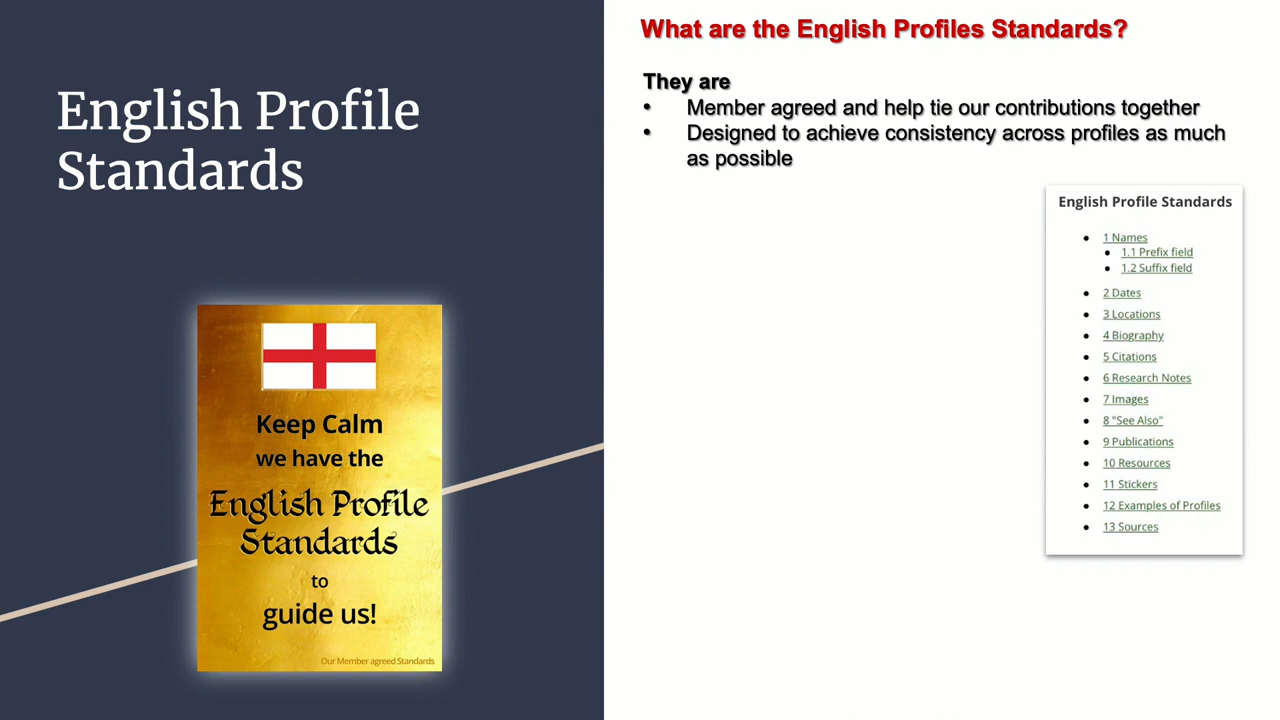 English Profile
Standards
Keep Calm
we have the
English Profile
Standards
to
guide us!
Our Member agreed Standards
What are the English Profiles Standards?
They are
• Member agreed and help tie our contributions together
• Designed to achieve consistency across profiles as much
as possible
English Profile Standards
• 1 Names
• 1.1 Prefix field
• 1.2 Suffix field
• 2 Dates
• 3 Locations
• 4 Biography
• 5 Citations
• 6 Research Notes
• 7 Images
• 8 "See Also"
• 9 Publications
• 10 Resources
• 11 Stickers
• 12 Examples of Profiles
• 13 Sources